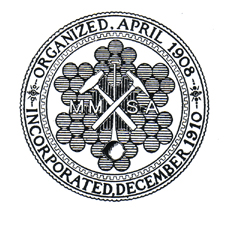 ORGANIZED, APRIL 1908.
MMSA
INCORPORATED, DECEMBER 1910